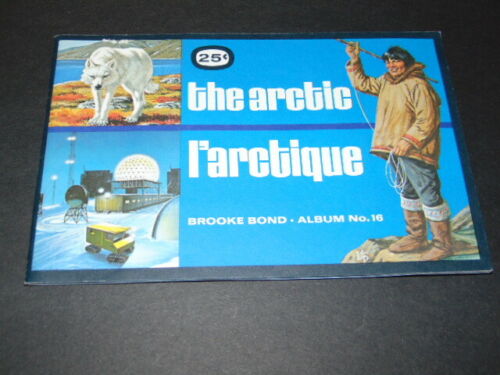 25¢
the arctic
l'arctique
BROOKE BOND · ALBUM No. 16